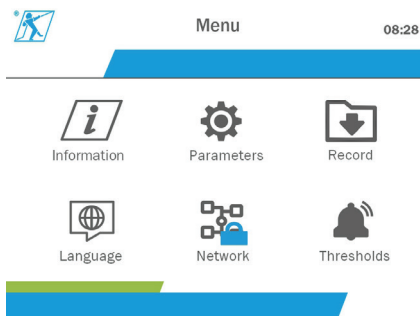 Menu
08:28
Information
Parameters
Record
Language
Network
Thresholds